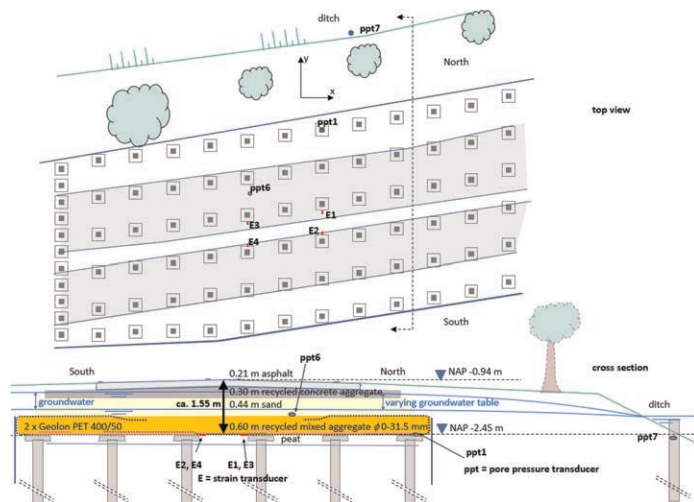 ditch
ppt7
North
y
x
ppt1
top view
ppt6
E1
E3
E2
E4
South
ppt6
South
0.21 m asphalt
North
NAP -0.94 m
cross section
0.30 m recycled concrete aggregate
groundwater
ca. 1.55 m
0.44 m sand
varying groundwater table
ditch
2 x Geolon PET 400/50
0.60 m recycled mixed aggregate ϕ 0-31.5 mm
NAP -2.45 m
peat
ppt7
E2, E4
E1, E3
ppt1
E = strain transducer
ppt = pore pressure transducer